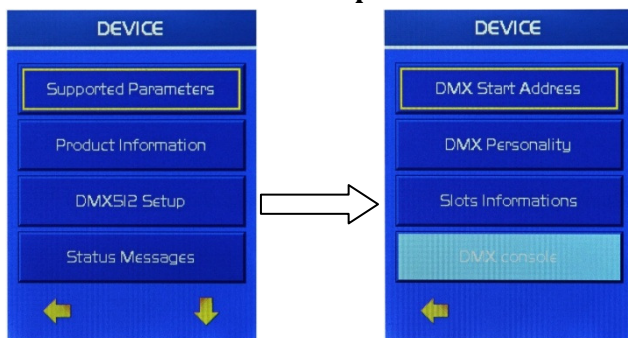 DEVICE
Supported Parameters
Product Information
DMX512 Setup
Status Messages
DEVICE
DMX Start Address
DMX Personality
Slots Informations
DMX console